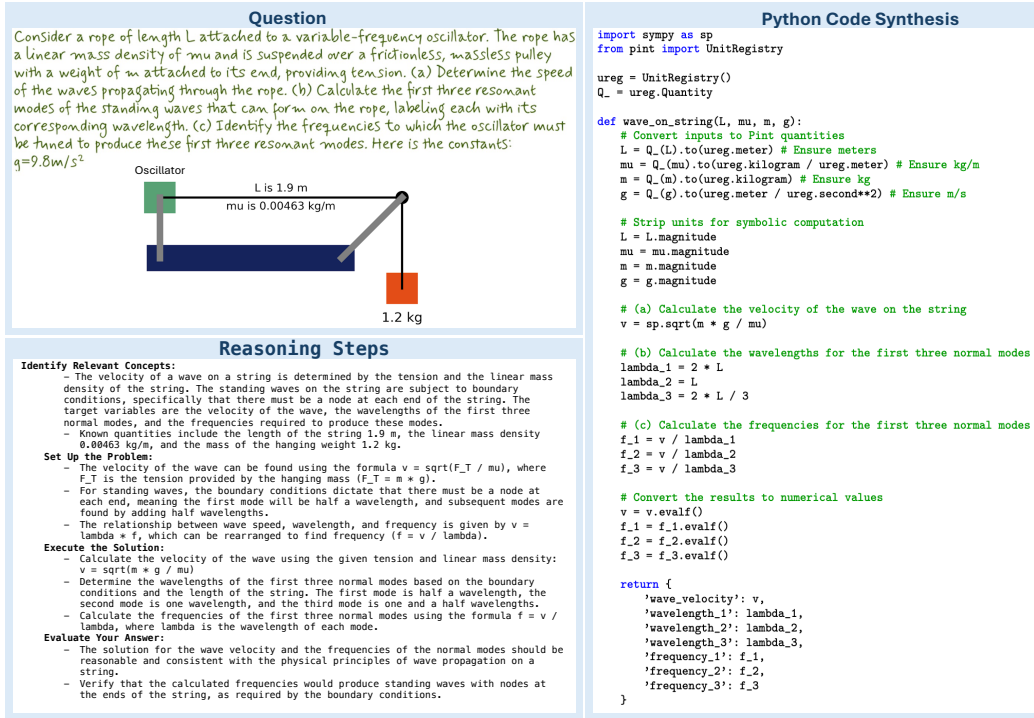 Question
Consider a rope of length L attached to a variable-frequency oscillator. The rope has
a linear mass density of mu and is suspended over a frictionless, massless pulley
with a weight of m attached to its end, providing tension. (a) Determine the speed
of the waves propagating through the rope. (b) Calculate the first three resonant
modes of the standing waves that can form on the rope, labeling each with its
corresponding wavelength. (c) Identify the frequencies to which the oscillator must
be tuned to produce these first three resonant modes. Here is the constants:
g=9.8m/s²
Oscillator
L is 1.9 m
mu is 0.00463 kg/m
1.2 kg
Reasoning Steps
Identify Relevant Concepts:
– The velocity of a wave on a string is determined by the tension and the linear mass
density of the string. The standing waves on the string are subject to boundary
conditions, specifically that there must be a node at each end of the string. The
target variables are the velocity of the wave, the wavelengths of the first three
normal modes, and the frequencies required to produce these modes.
– Known quantities include the length of the string 1.9 m, the linear mass density
0.00463 kg/m, and the mass of the hanging weight 1.2 kg.
Set Up the Problem:
– The velocity of the wave can be found using the formula v = sqrt(F_T / mu), where
F_T is the tension provided by the hanging mass (F_T = m * g).
– For standing waves, the boundary conditions dictate that there must be a node at
each end, meaning the first mode will be half a wavelength, and subsequent modes are
found by adding half wavelengths.
– The relationship between wave speed, wavelength, and frequency is given by v =
lambda * f, which can be rearranged to find frequency (f = v / lambda).
Execute the Solution:
– Calculate the velocity of the wave using the given tension and linear mass density:
v = sqrt(m * g / mu)
– Determine the wavelengths of the first three normal modes based on the boundary
conditions and the length of the string. The first mode is half a wavelength, the
second mode is one wavelength, and the third mode is one and a half wavelengths.
– Calculate the frequencies of the first three normal modes using the formula f = v /
lambda, where lambda is the wavelength of each mode.
Evaluate Your Answer:
– The solution for the wave velocity and the frequencies of the normal modes should be
reasonable and consistent with the physical principles of wave propagation on a
string.
– Verify that the calculated frequencies would produce standing waves with nodes at
the ends of the string, as required by the boundary conditions.
Python Code Synthesis
import sympy as sp
from pint import UnitRegistry
ureg = UnitRegistry()
Q_ = ureg.Quantity
def wave_on_string(L, mu, m, g):
# Convert inputs to Pint quantities
L = Q_(L).to(ureg.meter) # Ensure meters
mu = Q_(mu).to(ureg.kilogram / ureg.meter) # Ensure kg/m
m = Q_(m).to(ureg.kilogram) # Ensure kg
g = Q_(g).to(ureg.meter / ureg.second**2) # Ensure m/s
# Strip units for symbolic computation
L = L.magnitude
mu = mu.magnitude
m = m.magnitude
g = g.magnitude
# (a) Calculate the velocity of the wave on the string
v = sp.sqrt(m * g / mu)
# (b) Calculate the wavelengths for the first three normal modes
lambda_1 = 2 * L
lambda_2 = L
lambda_3 = 2 * L / 3
# (c) Calculate the frequencies for the first three normal modes
f_1 = v / lambda_1
f_2 = v / lambda_2
f_3 = v / lambda_3
# Convert the results to numerical values
v = v.evalf()
f_1 = f_1.evalf()
f_2 = f_2.evalf()
f_3 = f_3.evalf()
return {
'wave_velocity': v,
'wavelength_1': lambda_1,
'wavelength_2': lambda_2,
'wavelength_3': lambda_3,
'frequency_1': f_1,
'frequency_2': f_2,
'frequency_3': f_3
}